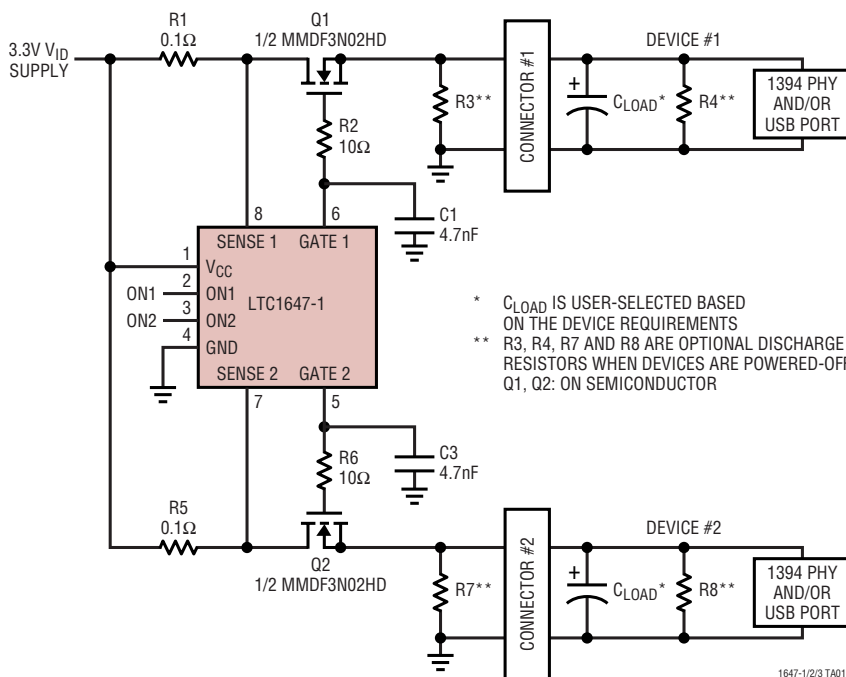 R1
0.1Ω
Q1
1/2 MMDF3N02HD
3.3V VID
SUPPLY
R2
10Ω
R3**
CONNECTOR #1
DEVICE #1
+
CLOAD*
R4**
1394 PHY
AND/OR
USB PORT
C1
4.7nF
8
6
SENSE 1 GATE 1
1
VCC
2
ON1
ON1
3
ON2
ON2
4
GND
LTC1647-1
SENSE 2 GATE 2
7
5
* CLOAD IS USER-SELECTED BASED
ON THE DEVICE REQUIREMENTS
** R3, R4, R7 AND R8 ARE OPTIONAL DISCHARGE
RESISTORS WHEN DEVICES ARE POWERED-OFF
Q1, Q2: ON SEMICONDUCTOR
R6
10Ω
C3
4.7nF
R5
0.1Ω
Q2
1/2 MMDF3N02HD
R7**
CONNECTOR #2
DEVICE #2
+
CLOAD*
R8**
1394 PHY
AND/OR
USB PORT
1647-1/2/3 TA01